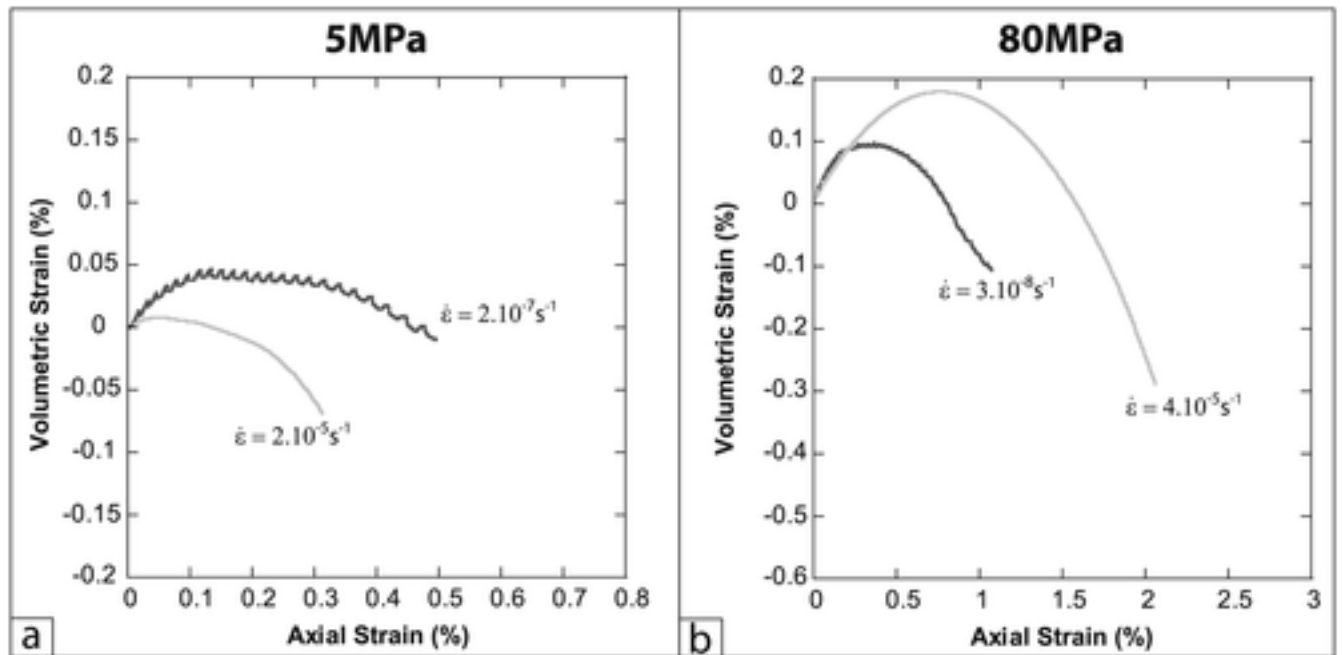 5MPa
0.2
0.15
0.1
0.05
0
-0.05
-0.1
-0.15
-0.2
Volumetric Strain (%)
ε̇ = 2.10⁻⁷s⁻¹
ε̇ = 2.10⁻⁵s⁻¹
0 0.1 0.2 0.3 0.4 0.5 0.6 0.7 0.8
Axial Strain (%)
a
80MPa
0.2
0.1
0
-0.1
-0.2
-0.3
-0.4
-0.5
-0.6
Volumetric Strain (%)
ε̇ = 3.10⁻⁸s⁻¹
ε̇ = 4.10⁻⁵s⁻¹
0 0.5 1 1.5 2 2.5 3
Axial Strain (%)
b